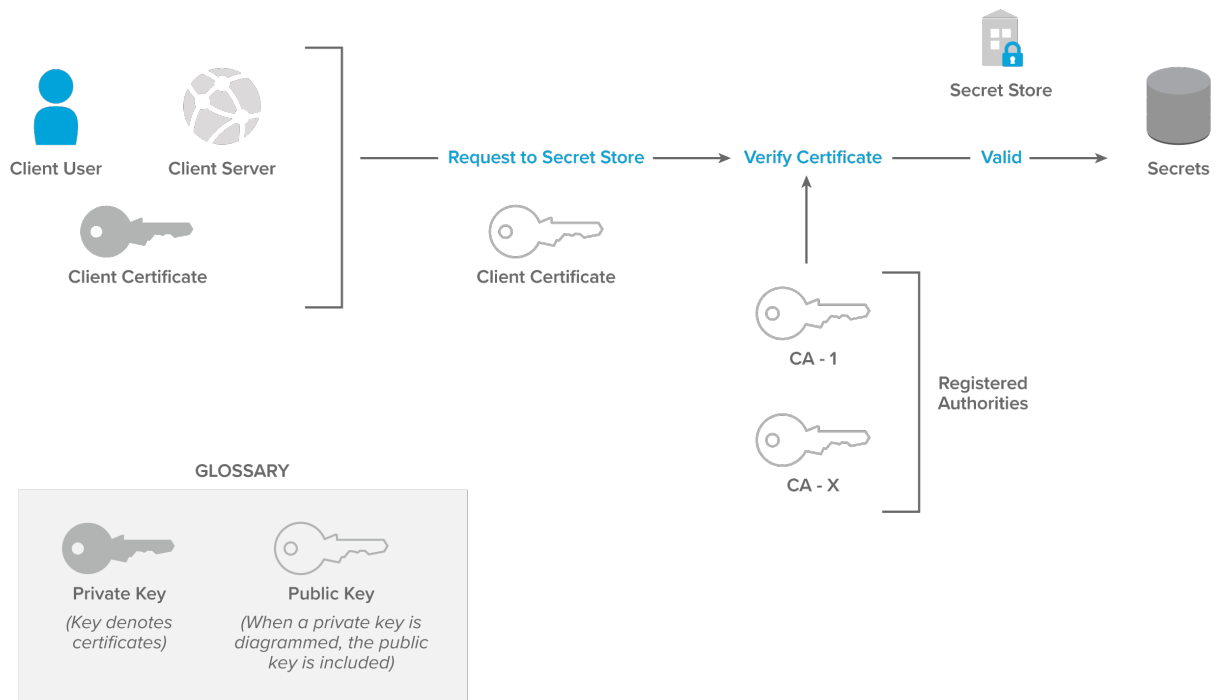 Secret Store
Client User
Client Server
Request to Secret Store
Verify Certificate
Valid
Secrets
Client Certificate
Client Certificate
CA - 1
Registered
Authorities
CA - X
GLOSSARY
Private Key
(Key denotes
certificates)
Public Key
(When a private key is
diagrammed, the public
key is included)